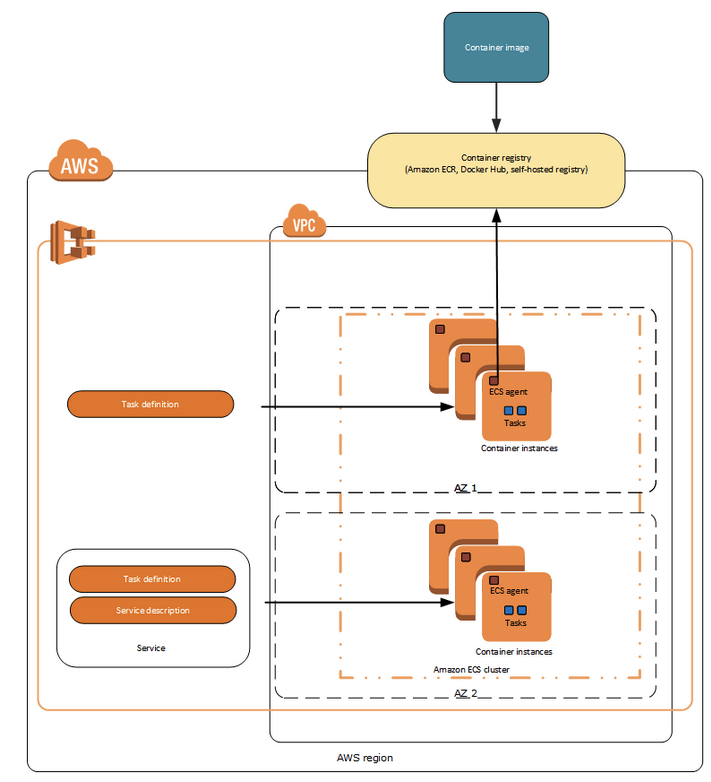 Container image
Container registry
(Amazon ECR, Docker Hub, self-hosted registry)
AWS
VPC
ECS agent
Tasks
Container instances
Task definition
AZ 1
ECS agent
Tasks
Container instances
Task definition
Service description
Service
Amazon ECS cluster
AZ 2
AWS region